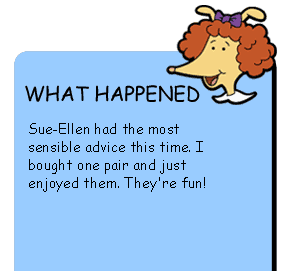 WHAT HAPPENED
Sue-Ellen had the most
sensible advice this time. I
bought one pair and just
enjoyed them. They're fun!